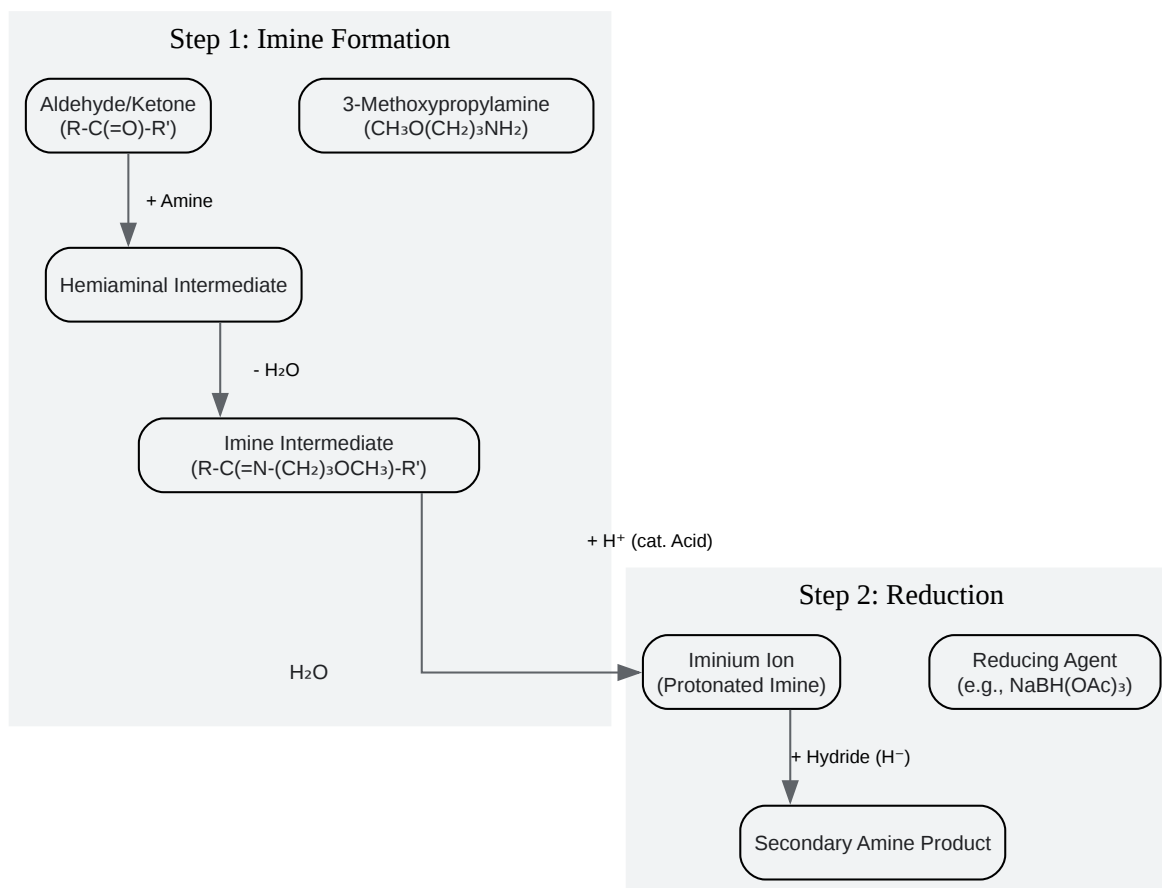 Step 1: Imine Formation
Aldehyde/Ketone
(R-C(=O)-R')
3-Methoxypropylamine
(CH₃O(CH₂)₃NH₂)
+ Amine
Hemiaminal Intermediate
- H₂O
Imine Intermediate
(R-C(=N-(CH₂)₃OCH₃)-R')
+ H⁺ (cat. Acid)
Step 2: Reduction
H₂O
Iminium Ion
(Protonated Imine)
Reducing Agent
(e.g., NaBH(OAc)₃)
+ Hydride (H⁻)
Secondary Amine Product